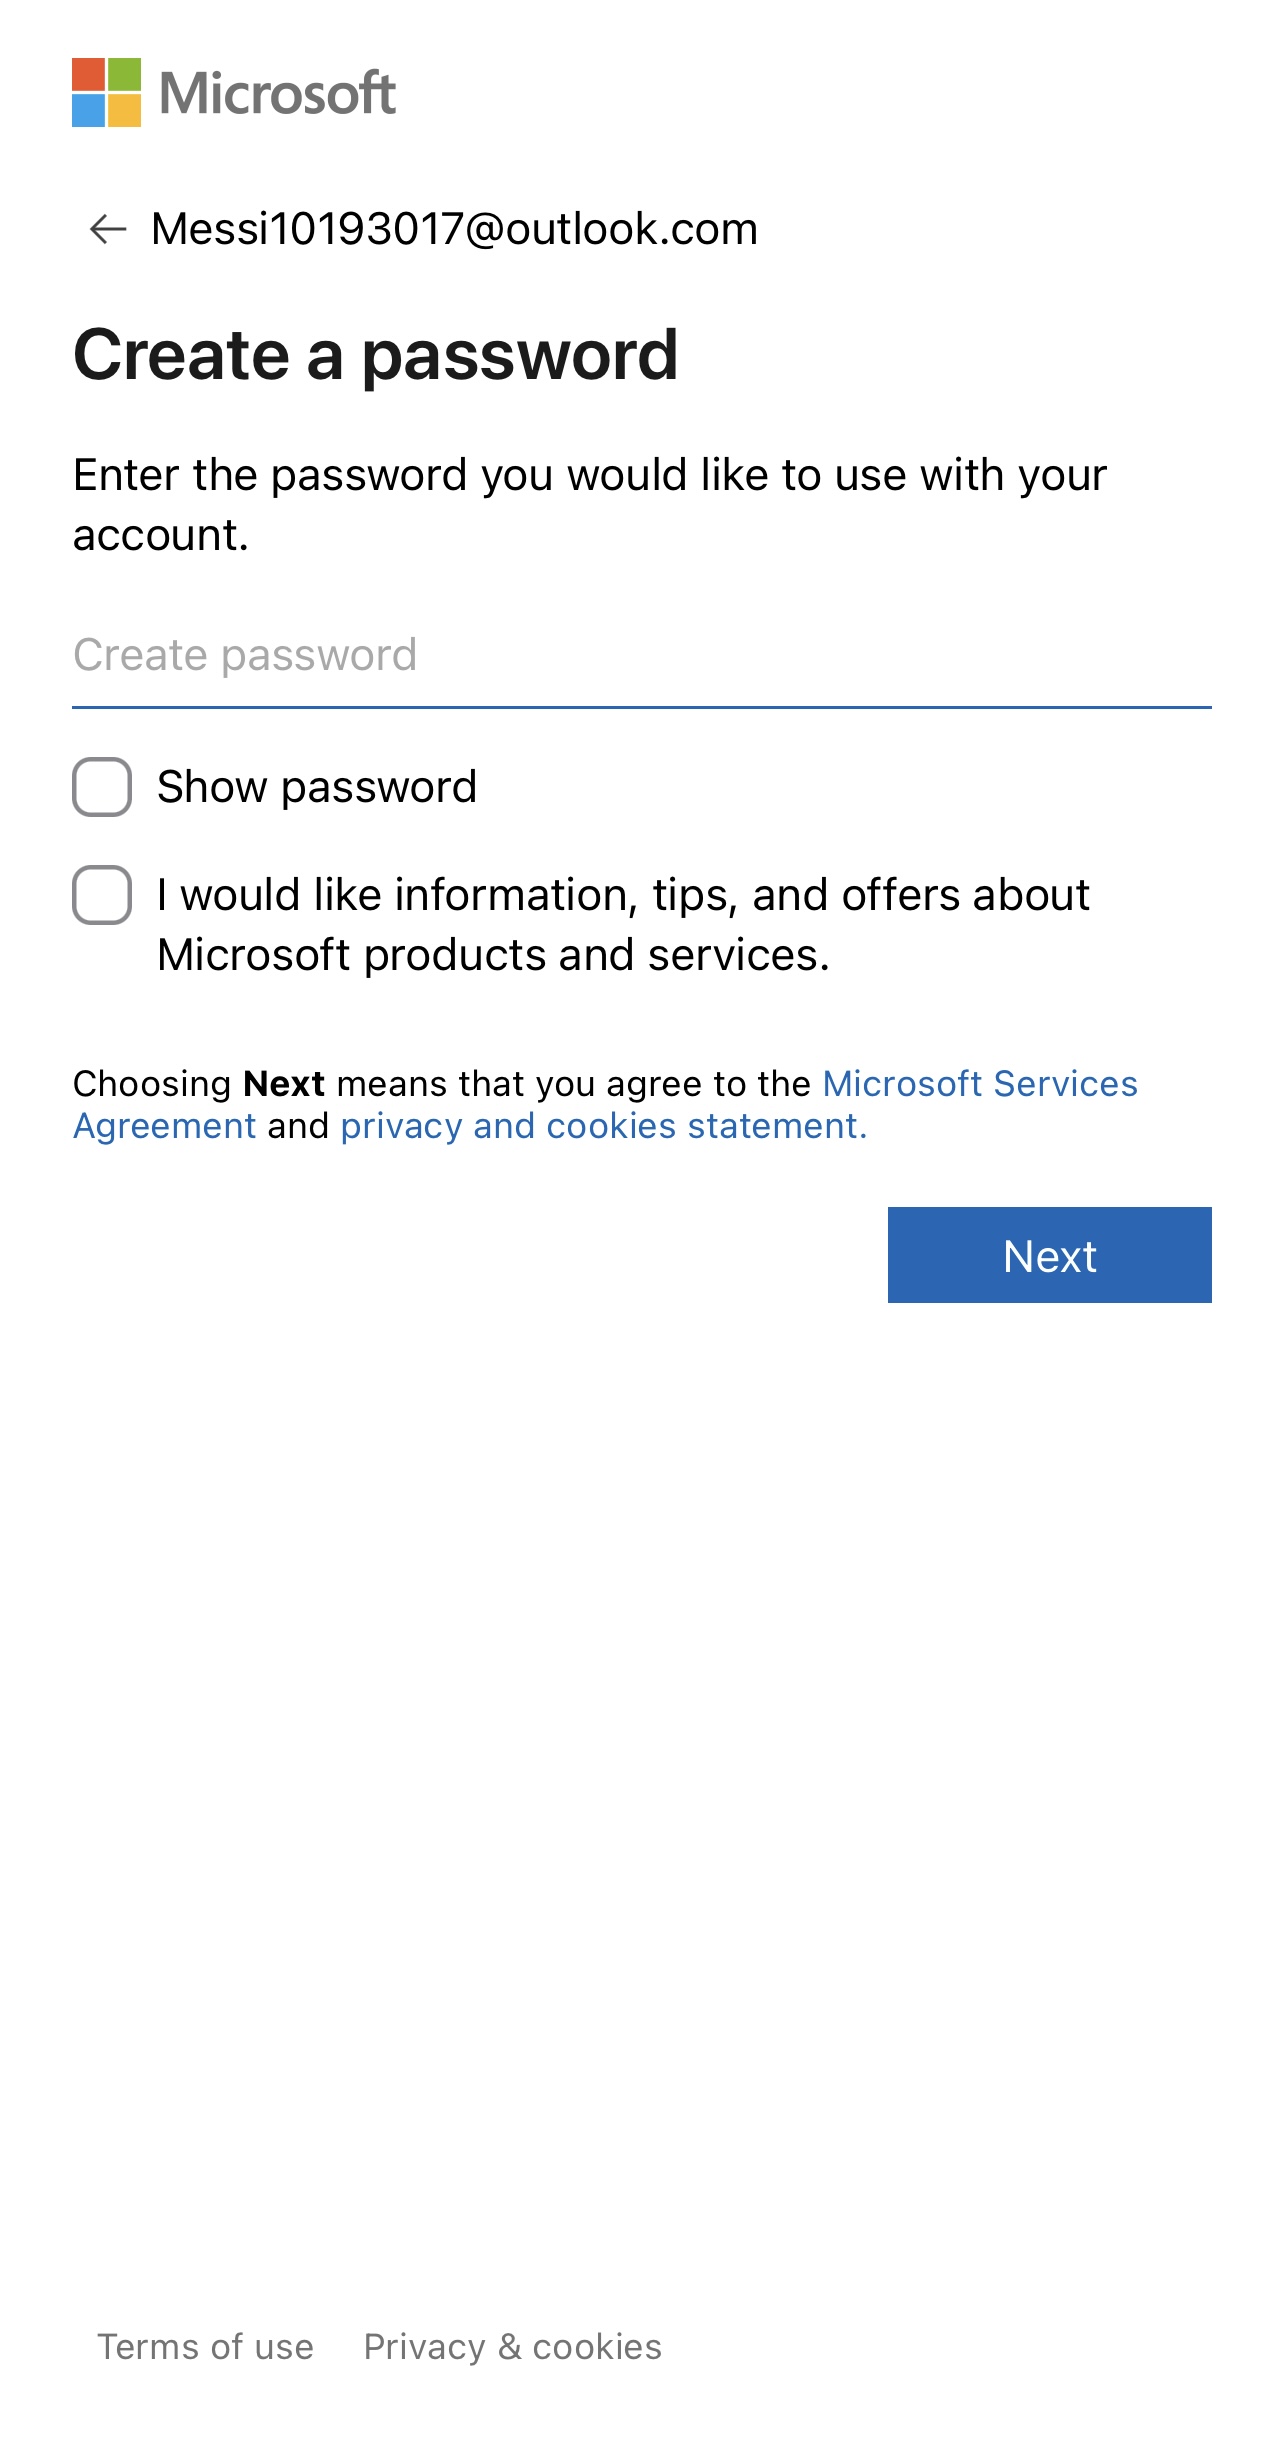 Microsoft
Messi10193017@outlook.com
Create a password
Enter the password you would like to use with your
account.
Create password
Show password
I would like information, tips, and offers about
Microsoft products and services.
Choosing Next means that you agree to the Microsoft Services
Agreement and privacy and cookies statement.
Next
Terms of use Privacy & cookies